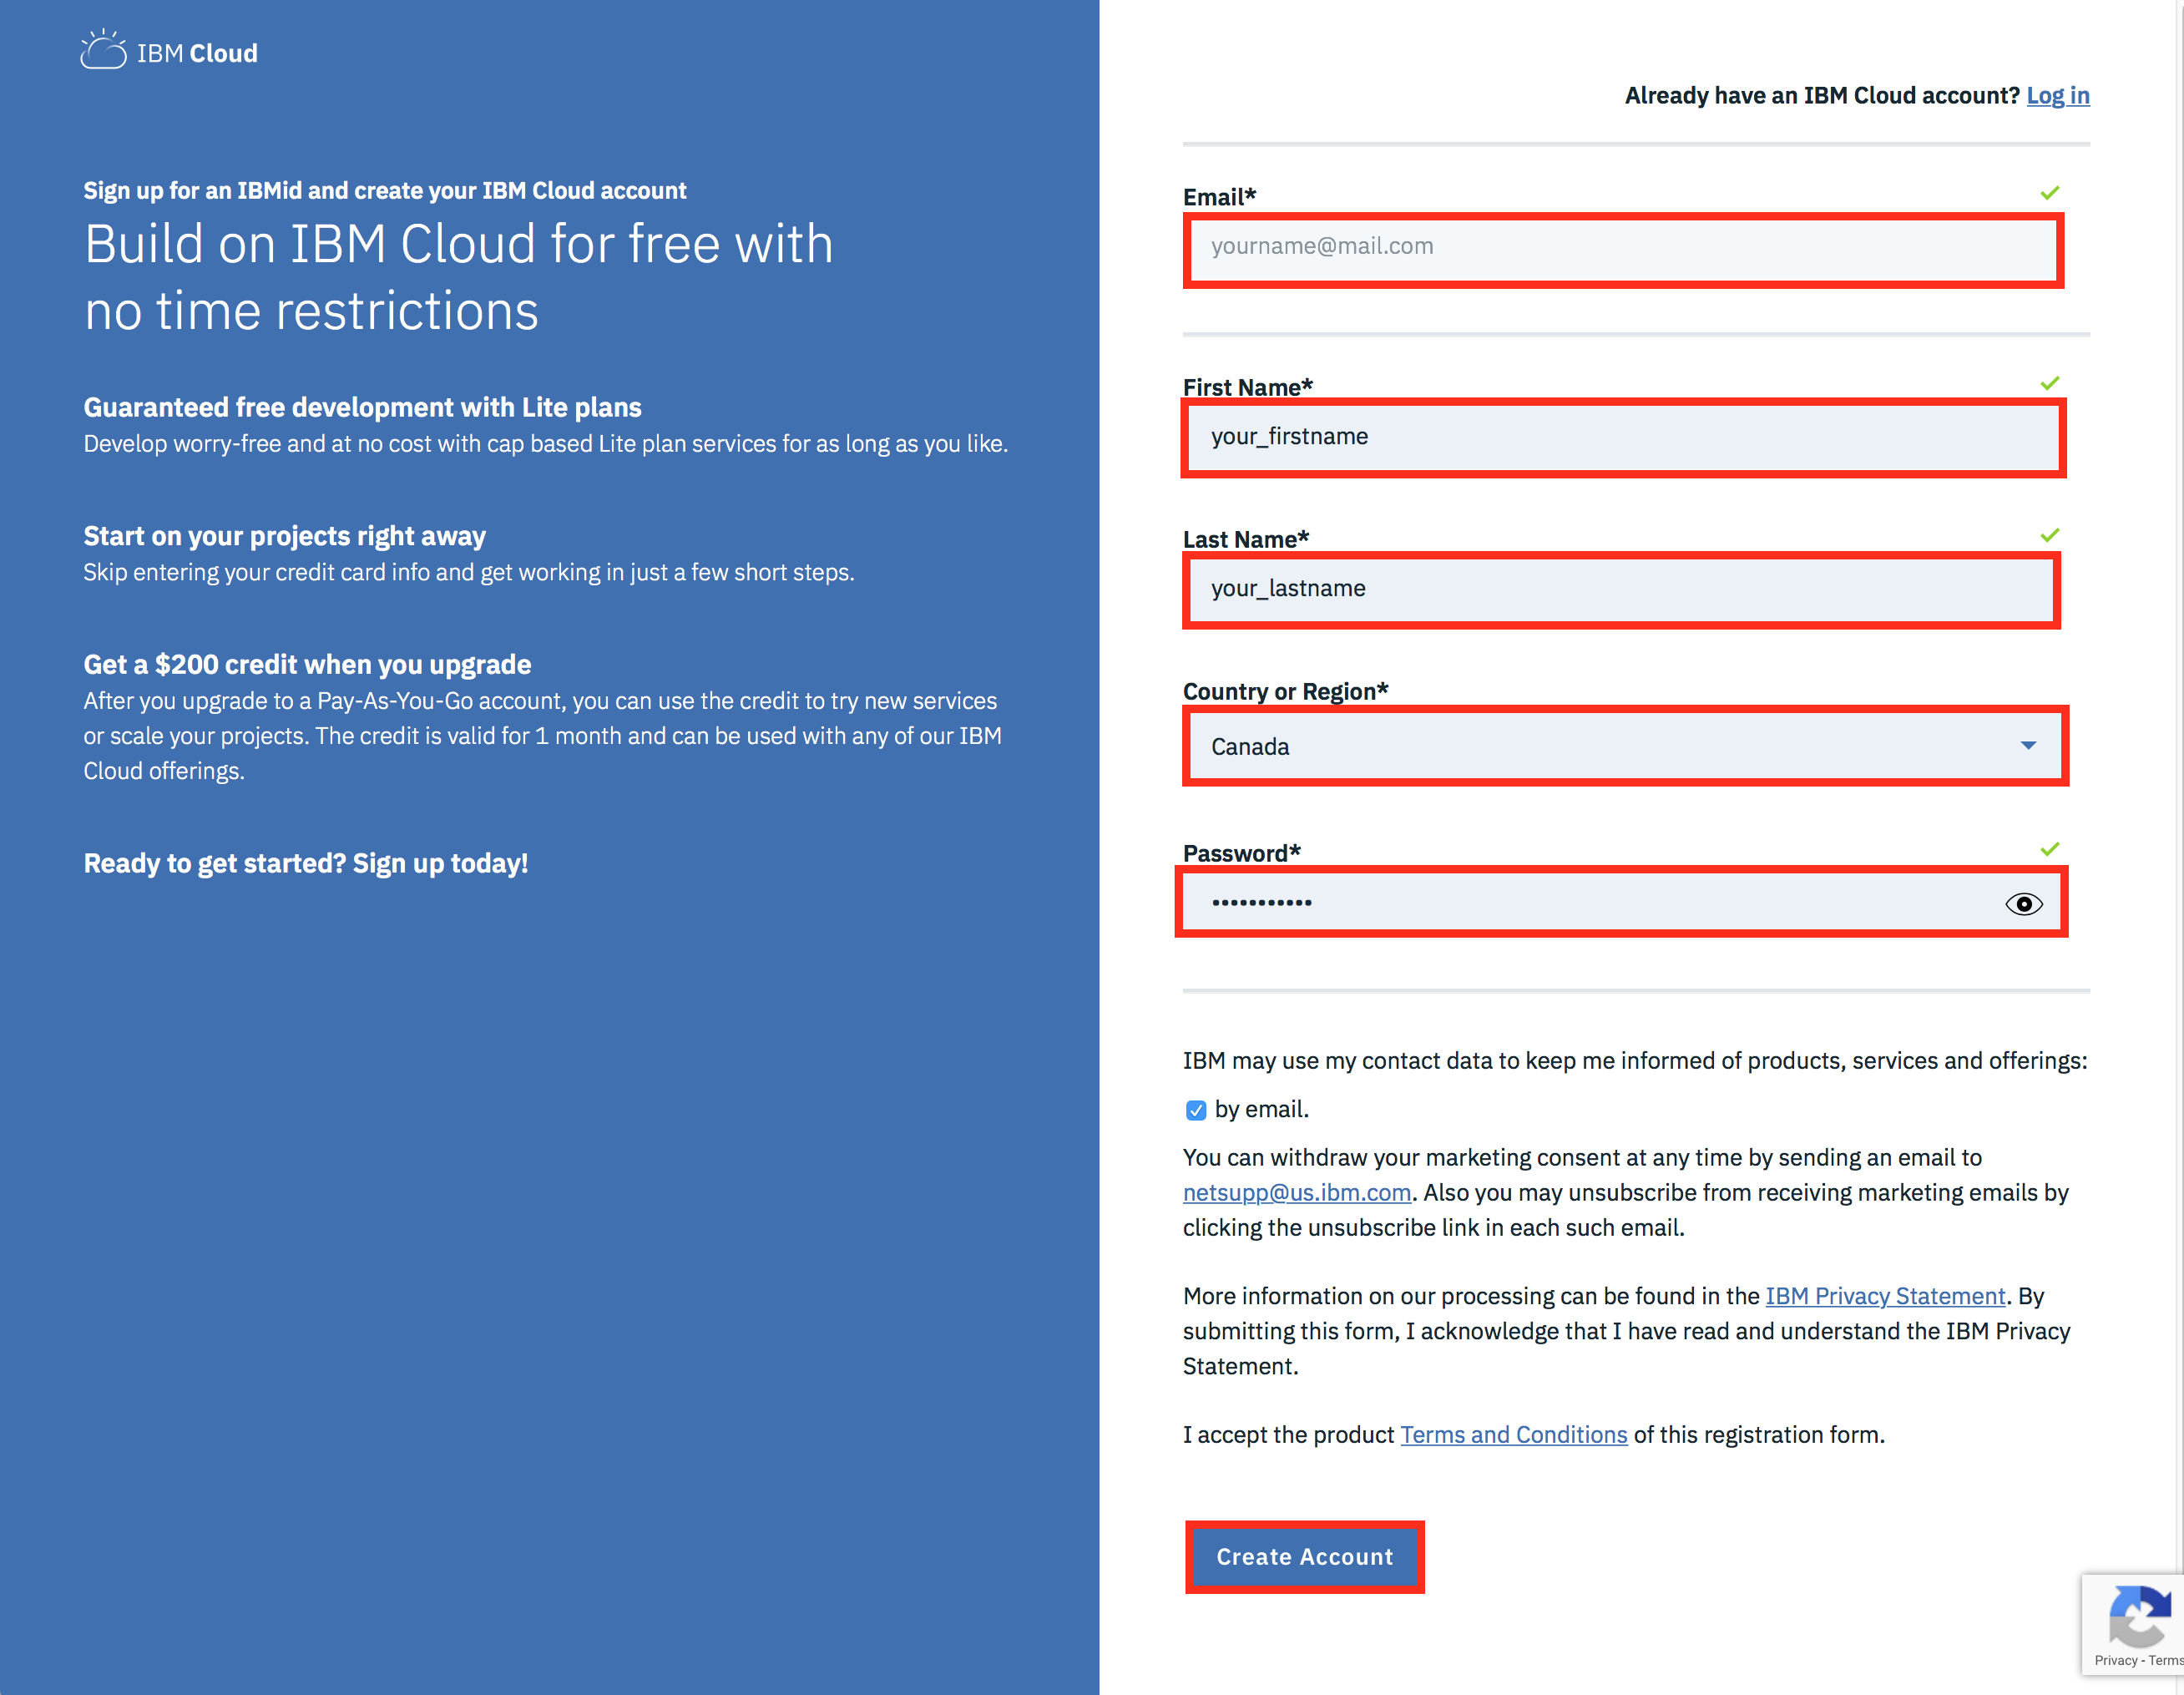 IBM Cloud
Sign up for an IBMid and create your IBM Cloud account
Build on IBM Cloud for free with
no time restrictions
Guaranteed free development with Lite plans
Develop worry-free and at no cost with cap based Lite plan services for as long as you like.
Start on your projects right away
Skip entering your credit card info and get working in just a few short steps.
Get a $200 credit when you upgrade
After you upgrade to a Pay-As-You-Go account, you can use the credit to try new services
or scale your projects. The credit is valid for 1 month and can be used with any of our IBM
Cloud offerings.
Ready to get started? Sign up today!
Already have an IBM Cloud account? Log in
Email*
yourname@mail.com
First Name*
your_firstname
Last Name*
your_lastname
Country or Region*
Canada
Password*
•••••••••••
IBM may use my contact data to keep me informed of products, services and offerings:
by email.
You can withdraw your marketing consent at any time by sending an email to
netsupp@us.ibm.com. Also you may unsubscribe from receiving marketing emails by
clicking the unsubscribe link in each such email.
More information on our processing can be found in the IBM Privacy Statement. By
submitting this form, I acknowledge that I have read and understand the IBM Privacy
Statement.
I accept the product Terms and Conditions of this registration form.
Create Account
Privacy - Terms